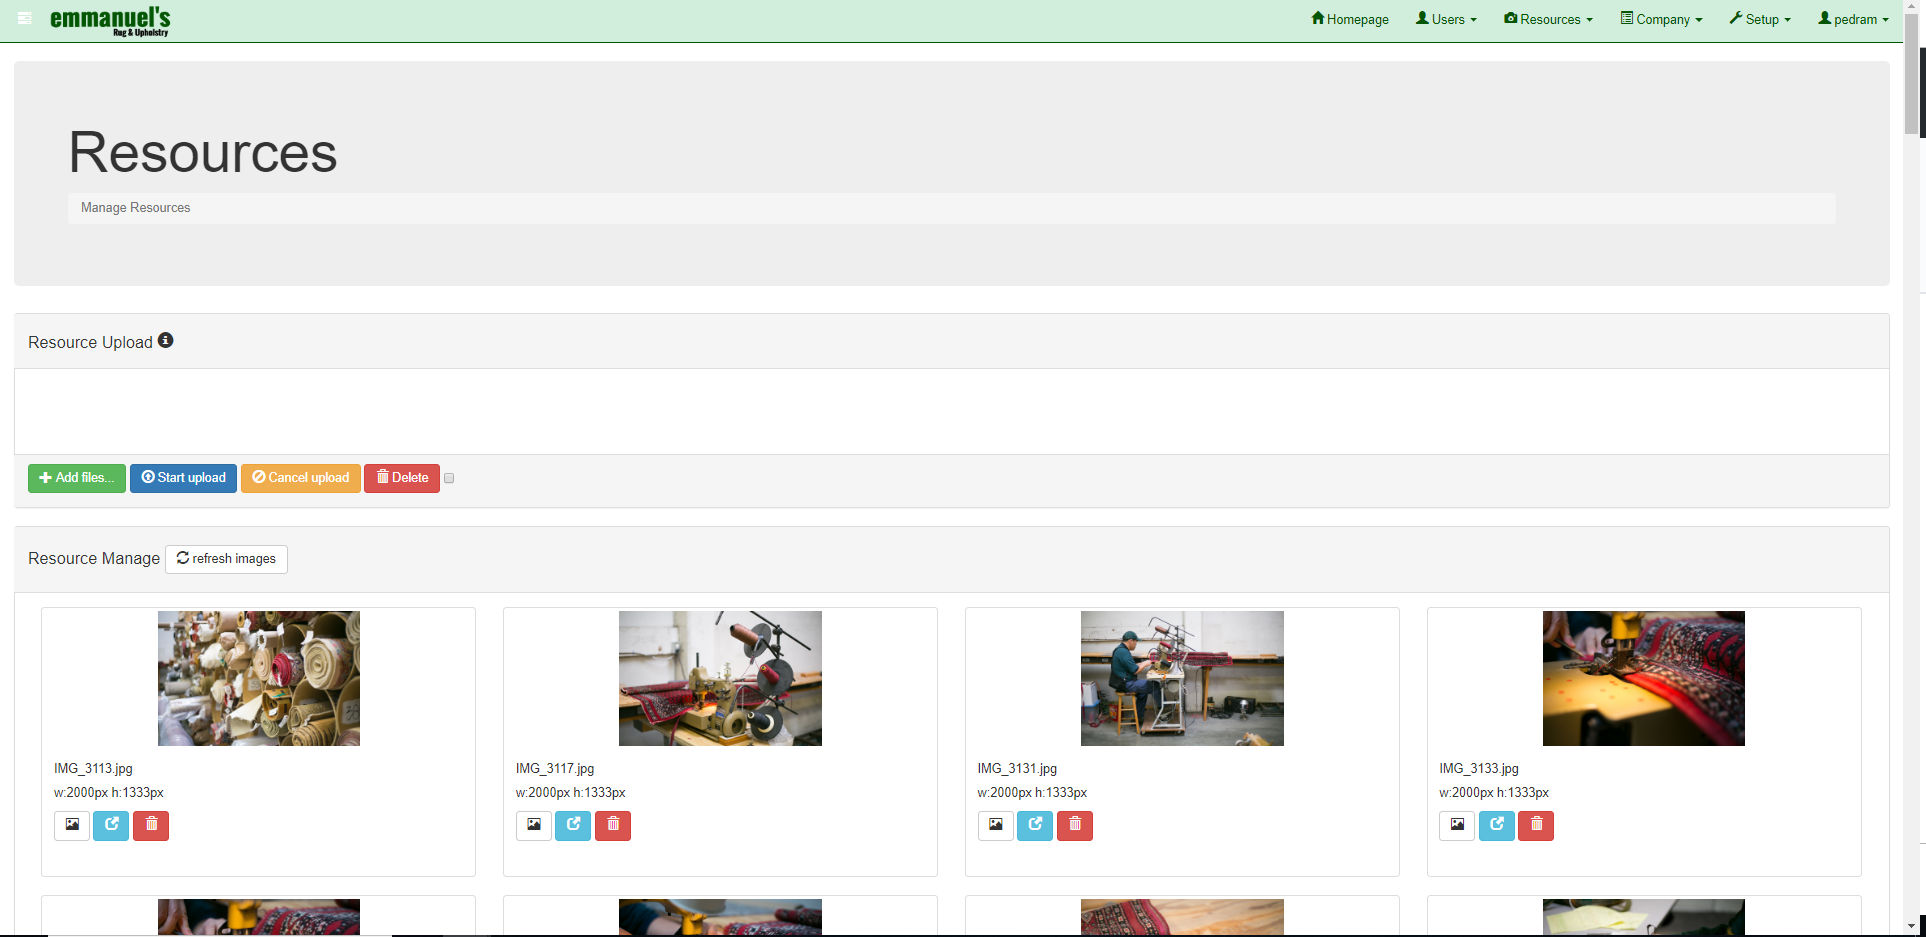 emmanuel's
Rug & Upholstry
Homepage Users Resources Company Setup pedram
Resources
Manage Resources
Resource Upload
Add files... Start upload Cancel upload Delete
Resource Manage refresh images
IMG_3113.jpg IMG_3117.jpg IMG_3131.jpg IMG_3133.jpg
w:2000px h:1333px w:2000px h:1333px w:2000px h:1333px w:2000px h:1333px